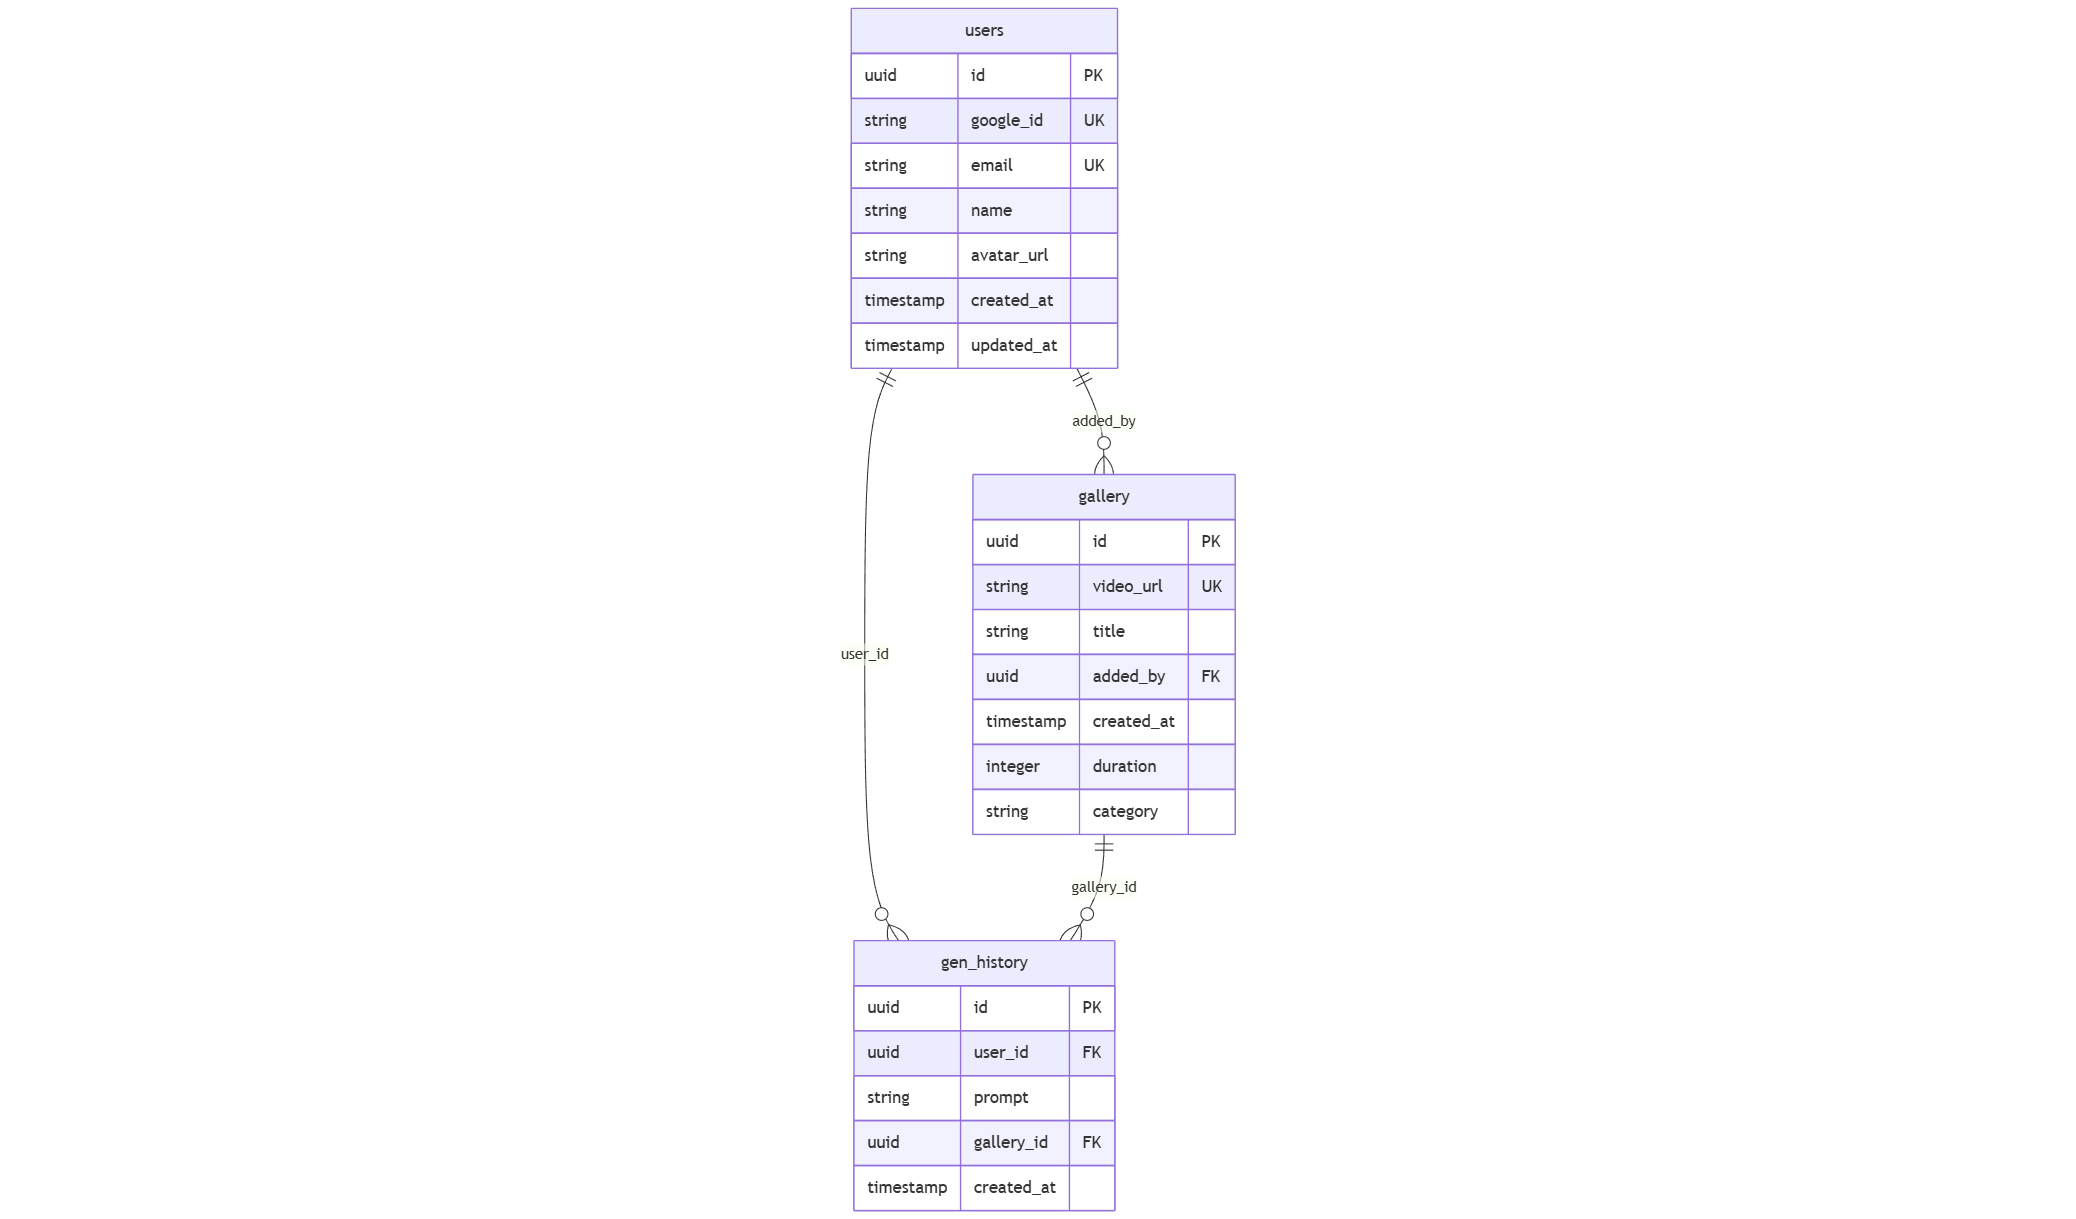 users
uuid id PK
string google_id UK
string email UK
string name
string avatar_url
timestamp created_at
timestamp updated_at
added_by
gallery
uuid id PK
string video_url UK
string title
uuid added_by FK
timestamp created_at
integer duration
string category
user_id
gallery_id
gen_history
uuid id PK
uuid user_id FK
string prompt
uuid gallery_id FK
timestamp created_at